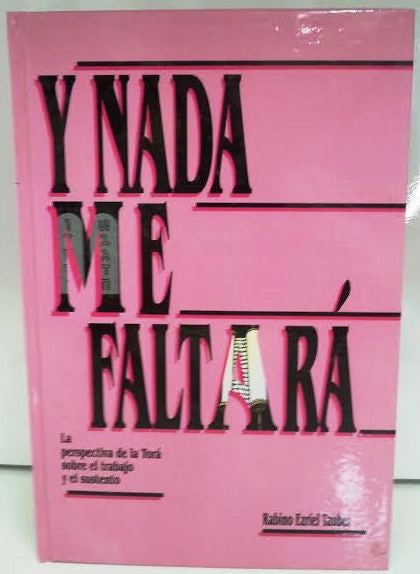 Y NADA
ME
FALTARÁ
La
perspectiva de la Torá
sobre el trabajo
y el sustento
Rabino Ezriel Tauber